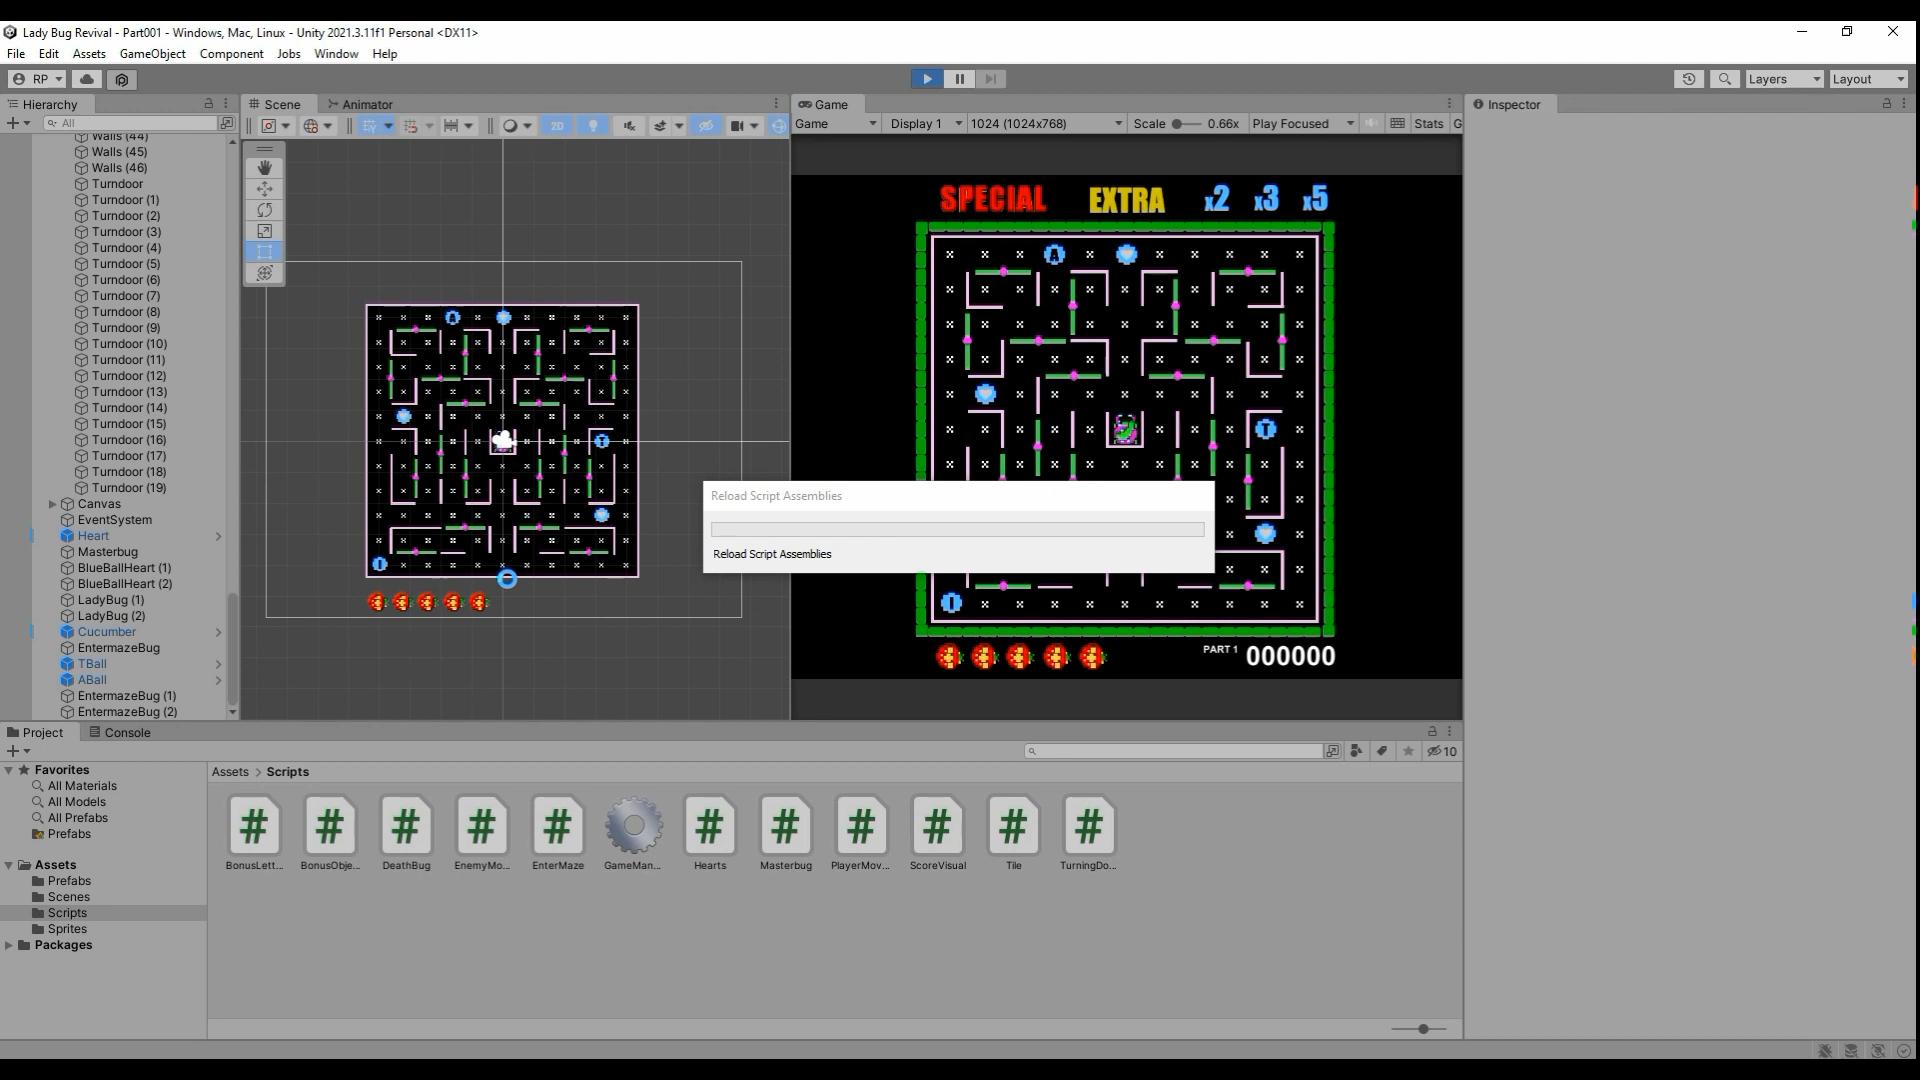 Lady Bug Revival - Part001 - Windows, Mac, Linux - Unity 2021.3.11f1 Personal <DX11>
File Edit Assets GameObject Component Jobs Window Help
RP
Layers Layout
Hierarchy
All
Walls (44)
Walls (45)
Walls (46)
Turndoor
Turndoor (1)
Turndoor (2)
Turndoor (3)
Turndoor (4)
Turndoor (5)
Turndoor (6)
Turndoor (7)
Turndoor (8)
Turndoor (9)
Turndoor (10)
Turndoor (11)
Turndoor (12)
Turndoor (13)
Turndoor (14)
Turndoor (15)
Turndoor (16)
Turndoor (17)
Turndoor (18)
Turndoor (19)
Canvas
EventSystem
Heart
Masterbug
BlueBallHeart (1)
BlueBallHeart (2)
LadyBug (1)
LadyBug (2)
Cucumber
EntermazeBug
TBall
ABall
EntermazeBug (1)
EntermazeBug (2)
Scene Animator
2D
A
T
I
Game
Game Display 1 1024 (1024x768) Scale 0.66x Play Focused Stats G
SPECIAL EXTRA x2 x3 x5
A
T
I
PART 1 000000
Reload Script Assemblies
Reload Script Assemblies
Inspector
Project Console
10
Favorites
All Materials
All Models
All Prefabs
Prefabs
Assets
Prefabs
Scenes
Scripts
Sprites
Packages
Assets > Scripts
BonusLett... BonusObje... DeathBug EnemyMo... EnterMaze GameMan... Hearts Masterbug PlayerMov... ScoreVisual Tile TurningDo...